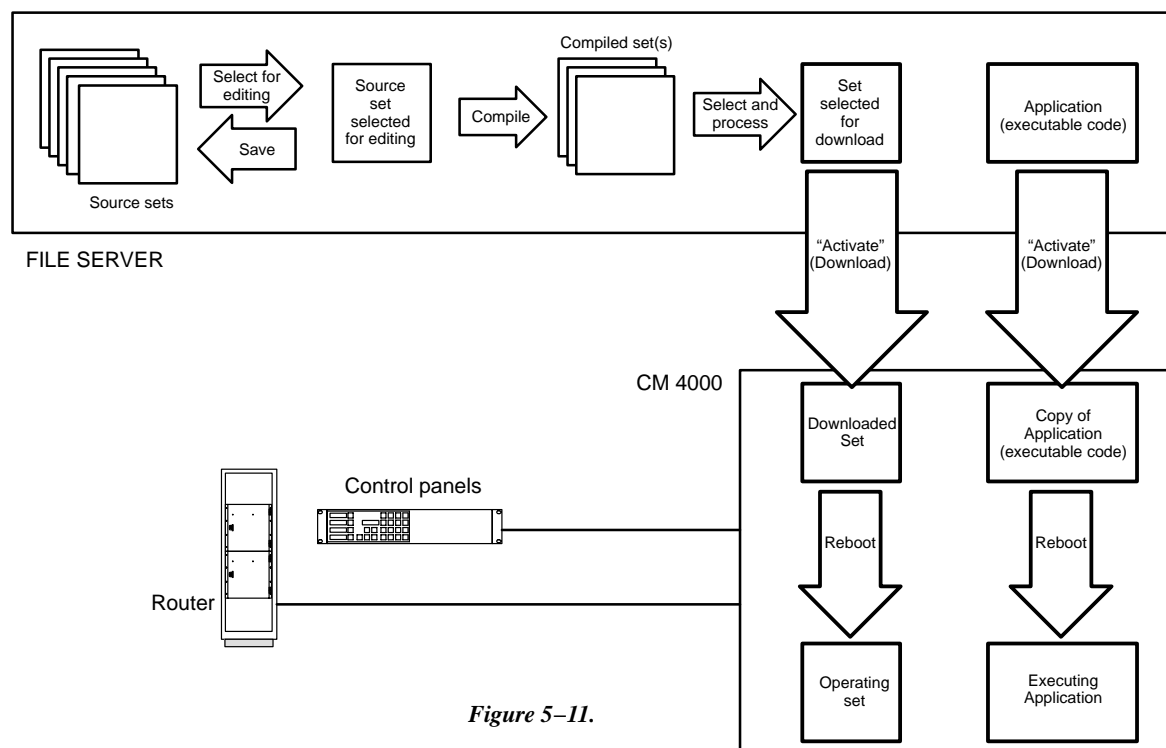 Compiled set(s)
Select for
editing
Save
Source sets
Source
set
selected
for editing
Compile
Select and
process
Set
selected
for
download
Application
(executable code)
FILE SERVER
“Activate”
(Download)
“Activate”
(Download)
CM 4000
Downloaded
Set
Copy of
Application
(executable code)
Control panels
Router
Reboot
Reboot
Operating
set
Executing
Application
Figure 5–11.